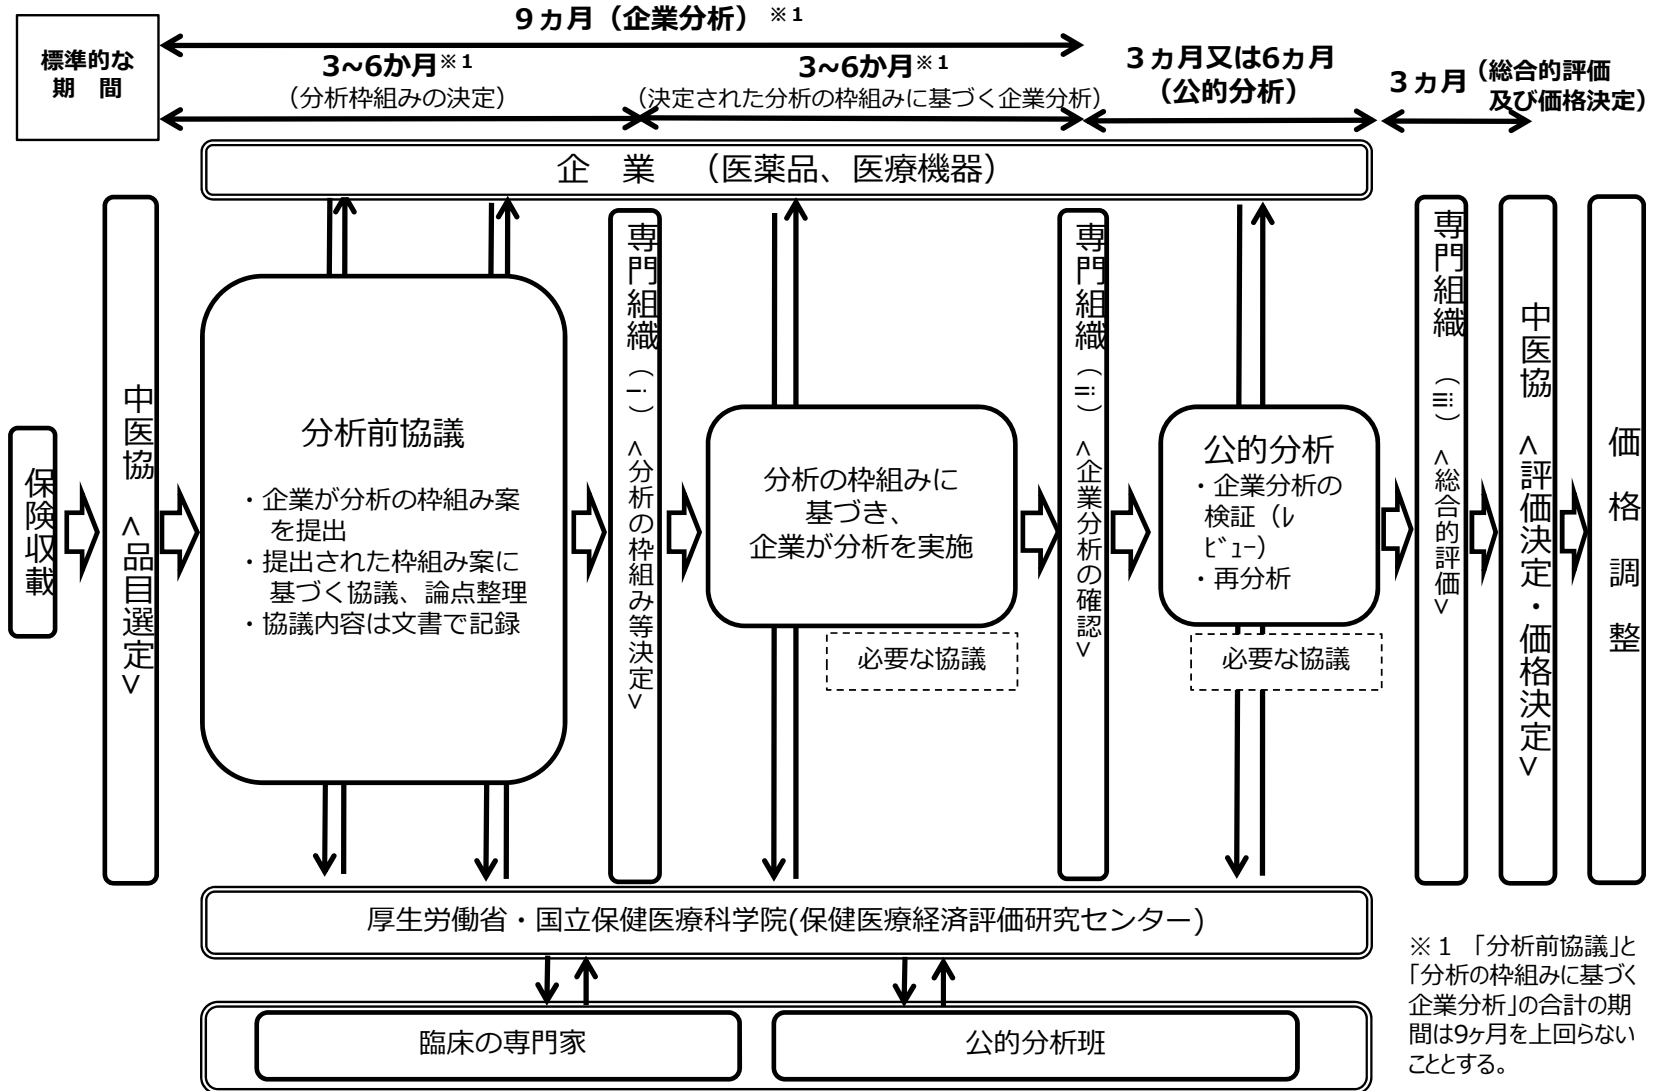 9ヵ月（企業分析）※１
標準的な
期　間
3~6か月※１
（分析枠組みの決定）
3~6か月※１
（決定された分析の枠組みに基づく企業分析）
３ヵ月又は6ヵ月
（公的分析）
３ヵ月（総合的評価
及び価格決定）
企　業　（医薬品、医療機器）
保険収載
中医協　<品目選定>
分析前協議
・企業が分析の枠組み案
を提出
・提出された枠組み案に
基づく協議、論点整理
・協議内容は文書で記録
専門組織（ⅰ）<分析の枠組み等決定>
分析の枠組みに
基づき、
企業が分析を実施
必要な協議
専門組織（ⅱ）<企業分析の確認>
公的分析
・企業分析の
検証（ﾚ
ﾋﾞｭｰ）
・再分析
必要な協議
専門組織　（ⅲ）　<総合的評価>
中医協　<評価決定・価格決定>
価格調整
厚生労働省・国立保健医療科学院(保健医療経済評価研究センター)
臨床の専門家
公的分析班
※１　「分析前協議」と
「分析の枠組みに基づく
企業分析」の合計の期
間は9ヶ月を上回らない
こととする。